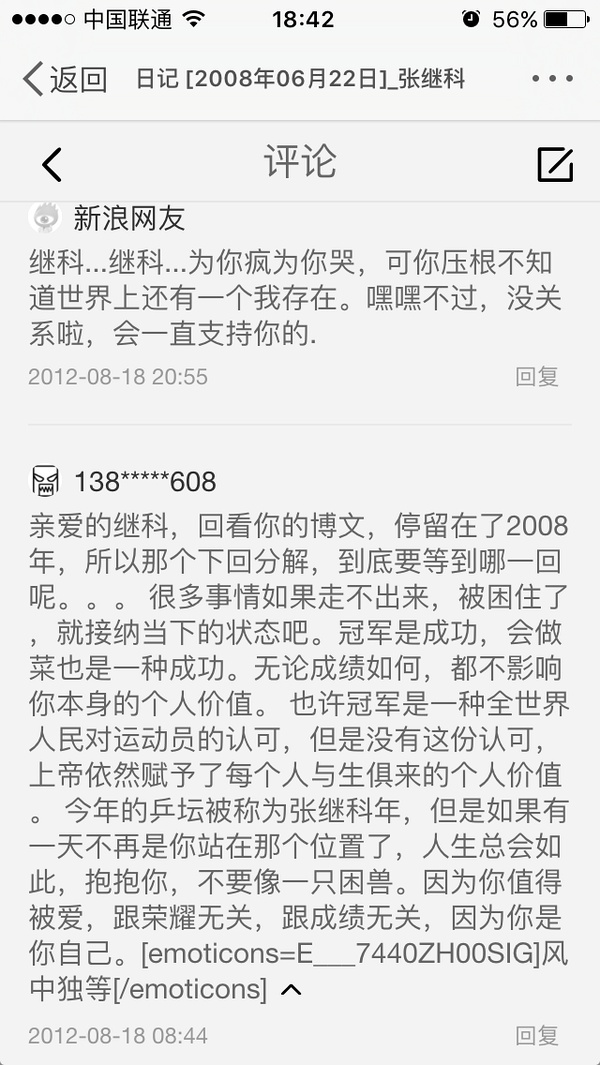 中国联通 18:42 56%
返回 日记 [2008年06月22日]_张继科
评论
新浪网友
继科...继科...为你疯为你哭，可你压根不知
道世界上还有一个我存在。嘿嘿不过，没关
系啦，会一直支持你的.
2012-08-18 20:55 回复
138*****608
亲爱的继科，回看你的博文，停留在了2008
年，所以那个下回分解，到底要等到哪一回
呢。。。 很多事情如果走不出来，被困住了
，就接纳当下的状态吧。冠军是成功，会做
菜也是一种成功。无论成绩如何，都不影响
你本身的个人价值。 也许冠军是一种全世界
人民对运动员的认可，但是没有这份认可，
上帝依然赋予了每个人与生俱来的个人价值
。 今年的乒坛被称为张继科年，但是如果有
一天不再是你站在那个位置了，人生总会如
此，抱抱你，不要像一只困兽。因为你值得
被爱，跟荣耀无关，跟成绩无关，因为你是
你自己。[emoticons=E___7440ZH00SIG]风
中独等[/emoticons]
2012-08-18 08:44 回复